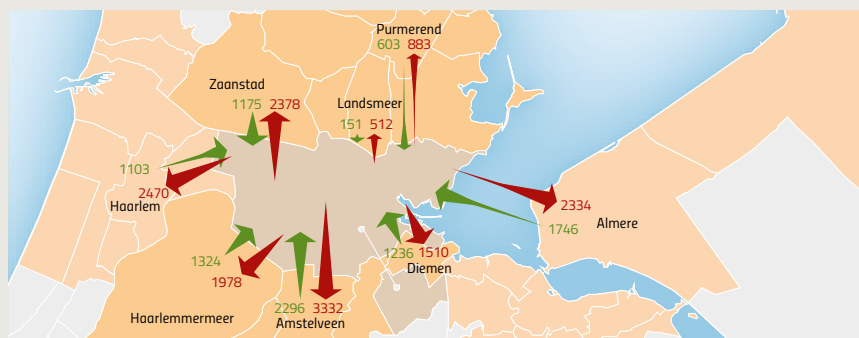 Purmerend
603 883
Zaanstad
1175 2378
Landsmeer
151 512
1103
2470
Haarlem
2334
1746
Almere
1324
1978
1236 1510
Diemen
2296 3332
Amstelveen
Haarlemmermeer